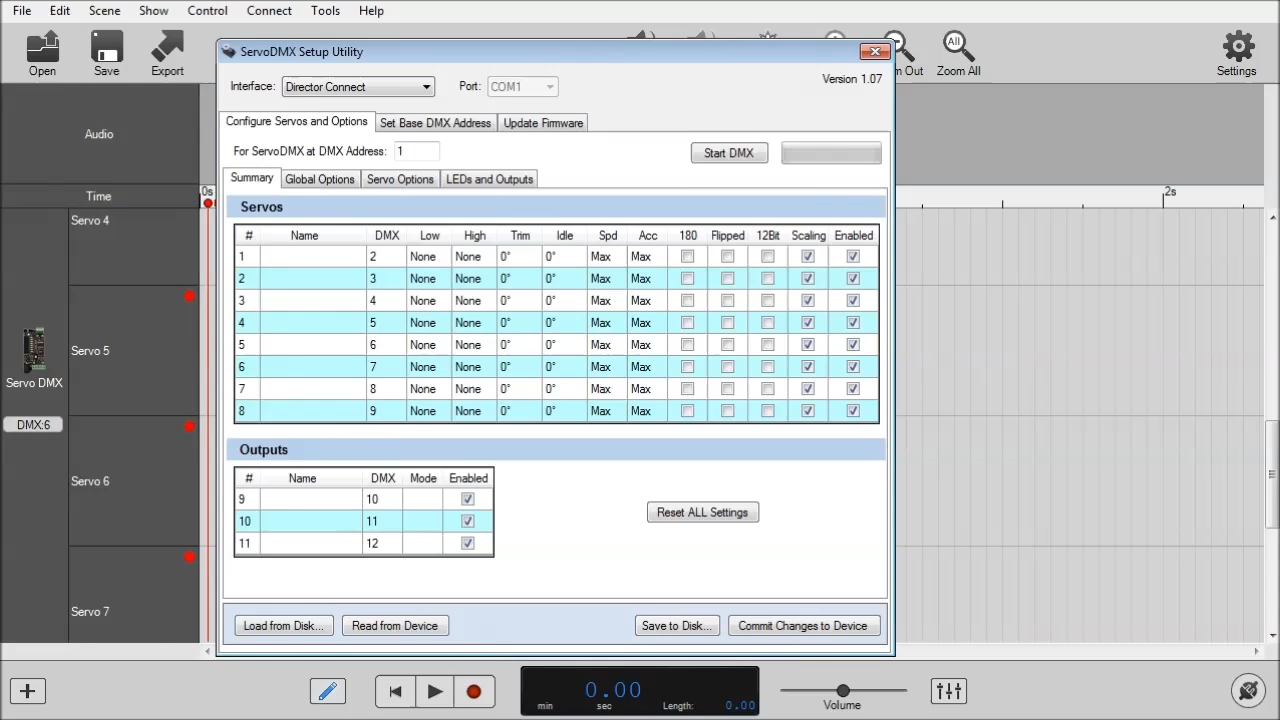 File Edit Scene Show Control Connect Tools Help
Open Save Export
ServoDMX Setup Utility
Out All Zoom All Settings
Interface: Director Connect Port: COM1 Version 1.07
Configure Servos and Options Set Base DMX Address Update Firmware
For ServoDMX at DMX Address: 1 Start DMX
Summary Global Options Servo Options LEDs and Outputs
Servos
# Name DMX Low High Trim Idle Spd Acc 180 Flipped 12Bit Scaling Enabled
1 2 None None 0° 0° Max Max
2 3 None None 0° 0° Max Max
3 4 None None 0° 0° Max Max
4 5 None None 0° 0° Max Max
5 6 None None 0° 0° Max Max
6 7 None None 0° 0° Max Max
7 8 None None 0° 0° Max Max
8 9 None None 0° 0° Max Max
Outputs
# Name DMX Mode Enabled
9 10
10 11
11 12
Reset ALL Settings
Load from Disk... Read from Device Save to Disk... Commit Changes to Device
Audio
Time 0s 2s
Servo 4
Servo 5
Servo DMX
DMX:6
Servo 6
Servo 7
0.00
min sec Length: 0.00
Volume